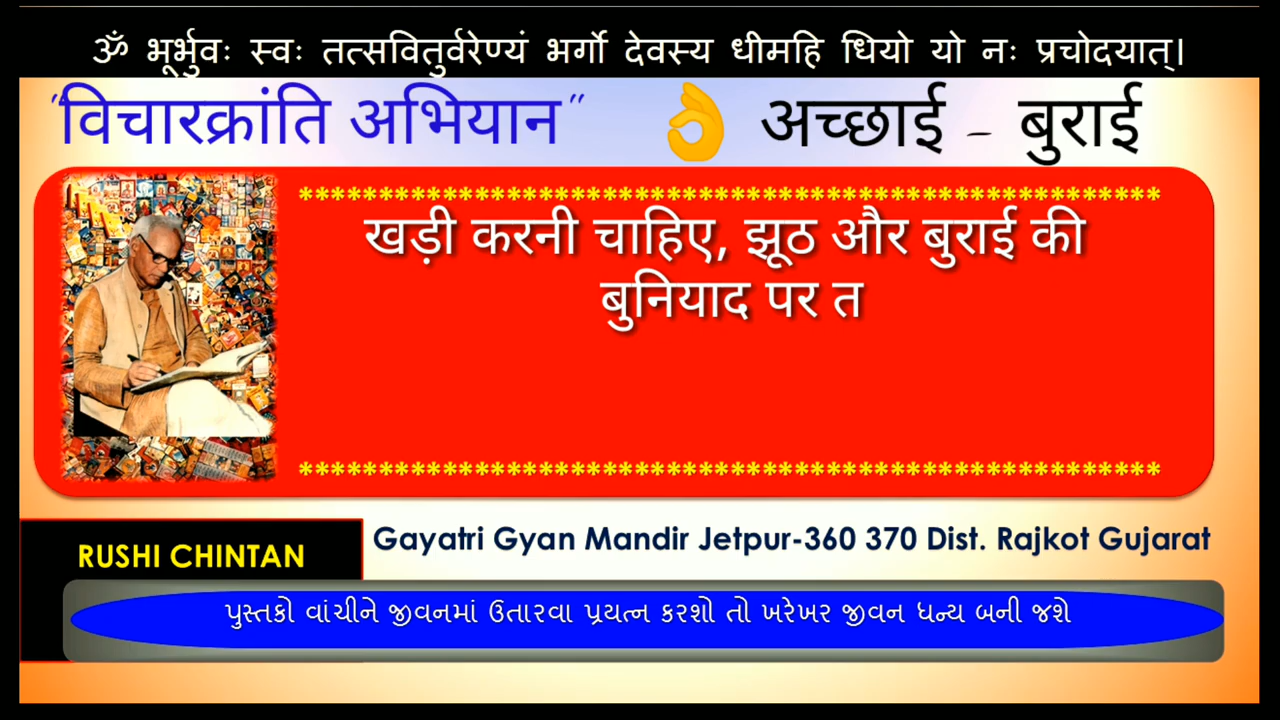 ॐ भूर्भुवः स्वः तत्सवितुर्वरेण्यं भर्गो देवस्य धीमहि धियो यो नः प्रचोदयात्।
"विचारक्रांति अभियान" 👌 अच्छाई - बुराई
******************************************************
खड़ी करनी चाहिए, झूठ और बुराई की
बुनियाद पर त
******************************************************
RUSHI CHINTAN
Gayatri Gyan Mandir Jetpur-360 370 Dist. Rajkot Gujarat
પુસ્તકો વાંચીને જીવનમાં ઉતારવા પ્રયત્ન કરશો તો ખરેખર જીવન ધન્ય બની જશે